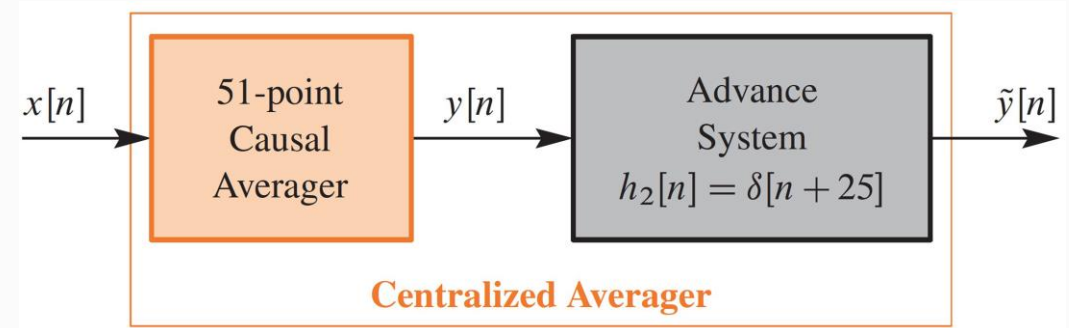 x[n]
51-point
Causal
Averager
y[n]
Advance
System
h₂[n] = δ[n + 25]
ỹ[n]
Centralized Averager